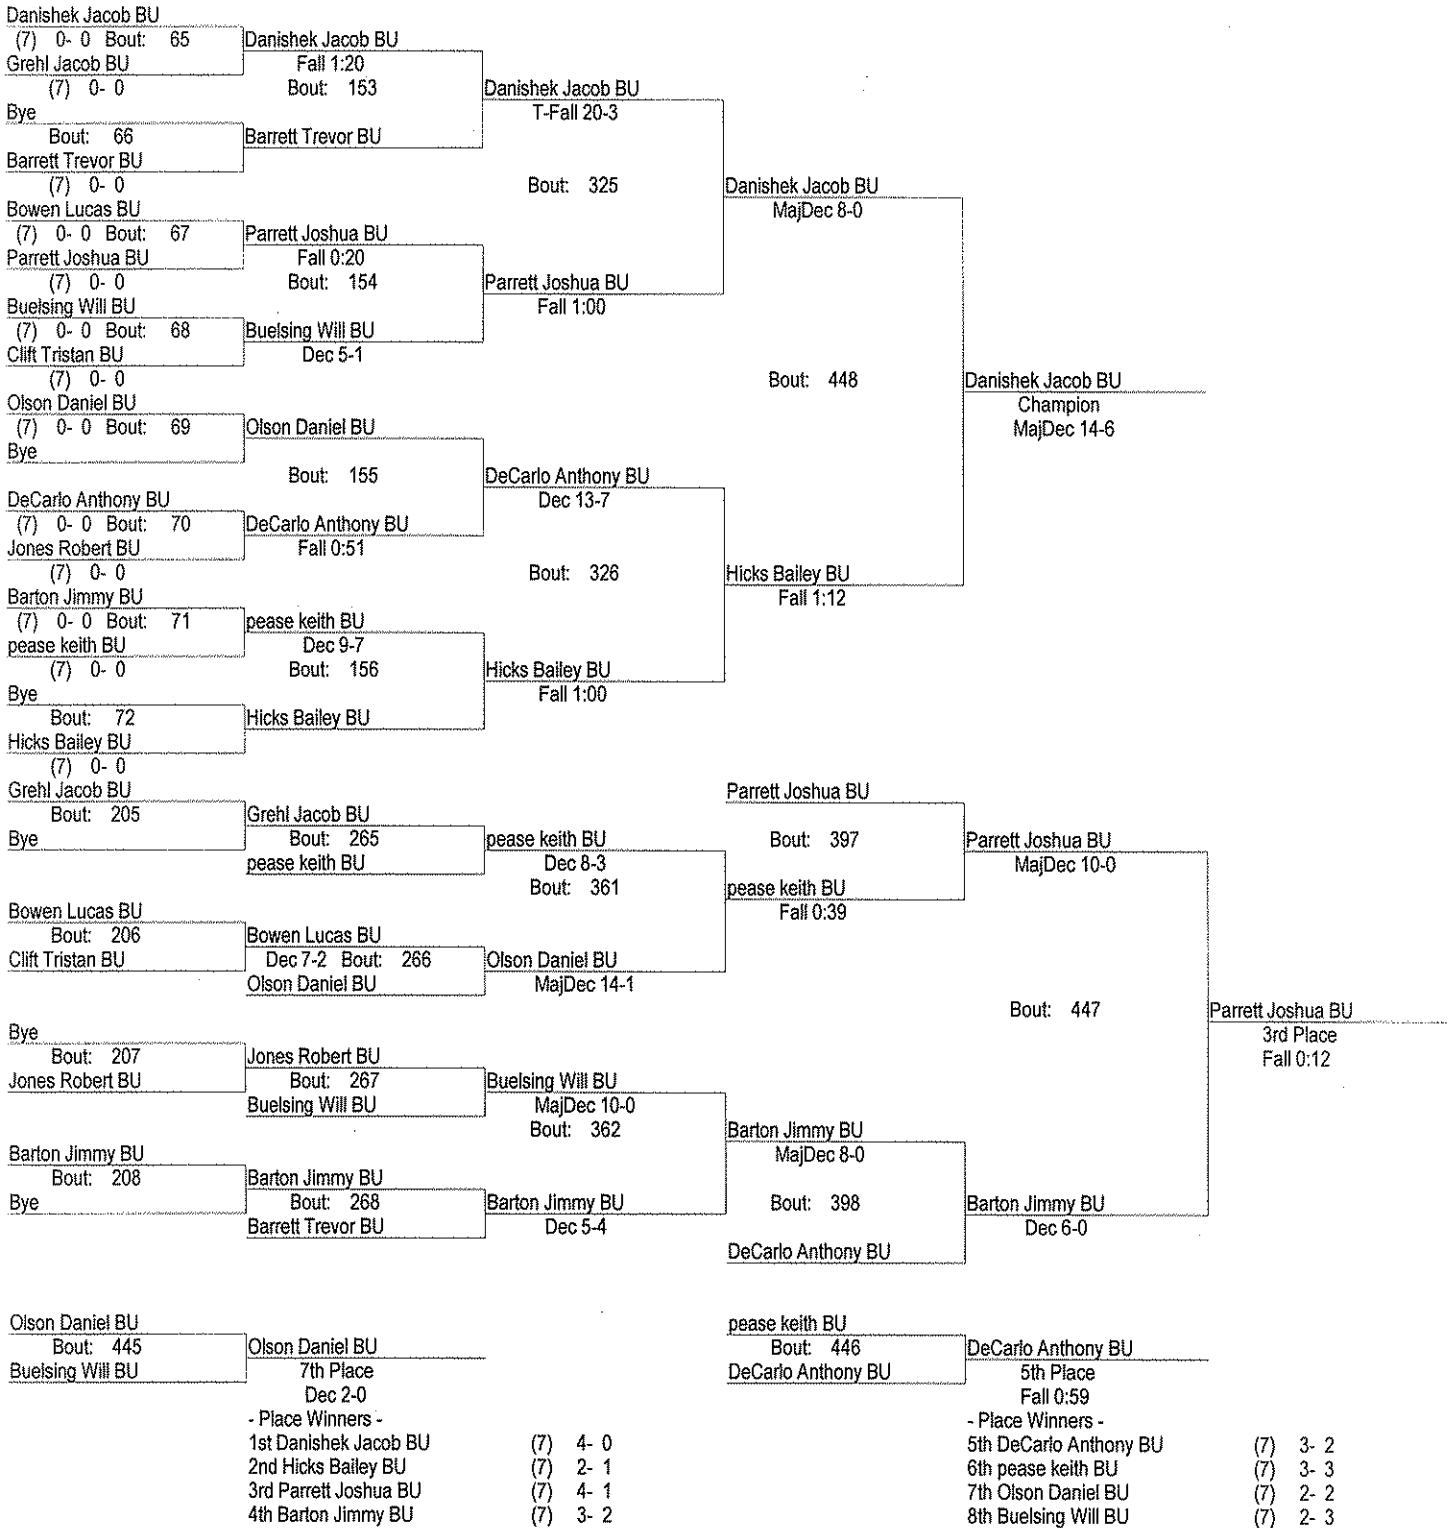 Danishek Jacob BU
(7) 0- 0 Bout: 65
Grehl Jacob BU
(7) 0- 0
Bye
Bout: 66
Barrett Trevor BU
(7) 0- 0
Bowen Lucas BU
(7) 0- 0 Bout: 67
Parrett Joshua BU
(7) 0- 0
Buelsing Will BU
(7) 0- 0 Bout: 68
Clift Tristan BU
(7) 0- 0
Olson Daniel BU
(7) 0- 0 Bout: 69
Bye
DeCarlo Anthony BU
(7) 0- 0 Bout: 70
Jones Robert BU
(7) 0- 0
Barton Jimmy BU
(7) 0- 0 Bout: 71
pease keith BU
(7) 0- 0
Bye
Bout: 72
Hicks Bailey BU
(7) 0- 0
Danishek Jacob BU
Fall 1:20
Bout: 153
Barrett Trevor BU
Parrett Joshua BU
Fall 0:20
Bout: 154
Buelsing Will BU
Dec 5-1
Olson Daniel BU
Bout: 155
DeCarlo Anthony BU
Fall 0:51
pease keith BU
Dec 9-7
Bout: 156
Hicks Bailey BU
Danishek Jacob BU
T-Fall 20-3
Bout: 325
Parrett Joshua BU
Fall 1:00
DeCarlo Anthony BU
Dec 13-7
Bout: 326
Hicks Bailey BU
Fall 1:00
Danishek Jacob BU
MajDec 8-0
Bout: 448
Hicks Bailey BU
Fall 1:12
Danishek Jacob BU
Champion
MajDec 14-6
Grehl Jacob BU
Bout: 205
Bye
Bowen Lucas BU
Bout: 206
Clift Tristan BU
Bye
Bout: 207
Jones Robert BU
Barton Jimmy BU
Bout: 208
Bye
Grehl Jacob BU
Bout: 265
pease keith BU
Bowen Lucas BU
Dec 7-2 Bout: 266
Olson Daniel BU
Jones Robert BU
Bout: 267
Buelsing Will BU
Barton Jimmy BU
Bout: 268
Barrett Trevor BU
pease keith BU
Dec 8-3
Bout: 361
Olson Daniel BU
MajDec 14-1
Buelsing Will BU
MajDec 10-0
Bout: 362
Barton Jimmy BU
Dec 5-4
Parrett Joshua BU
Bout: 397
pease keith BU
Fall 0:39
Barton Jimmy BU
MajDec 8-0
Bout: 398
DeCarlo Anthony BU
Parrett Joshua BU
MajDec 10-0
Bout: 447
Barton Jimmy BU
Dec 6-0
Parrett Joshua BU
3rd Place
Fall 0:12
Olson Daniel BU
Bout: 445
Buelsing Will BU
Olson Daniel BU
7th Place
Dec 2-0
pease keith BU
Bout: 446
DeCarlo Anthony BU
DeCarlo Anthony BU
5th Place
Fall 0:59
- Place Winners -
1st Danishek Jacob BU (7) 4- 0
2nd Hicks Bailey BU (7) 2- 1
3rd Parrett Joshua BU (7) 4- 1
4th Barton Jimmy BU (7) 3- 2
- Place Winners -
5th DeCarlo Anthony BU (7) 3- 2
6th pease keith BU (7) 3- 3
7th Olson Daniel BU (7) 2- 2
8th Buelsing Will BU (7) 2- 3